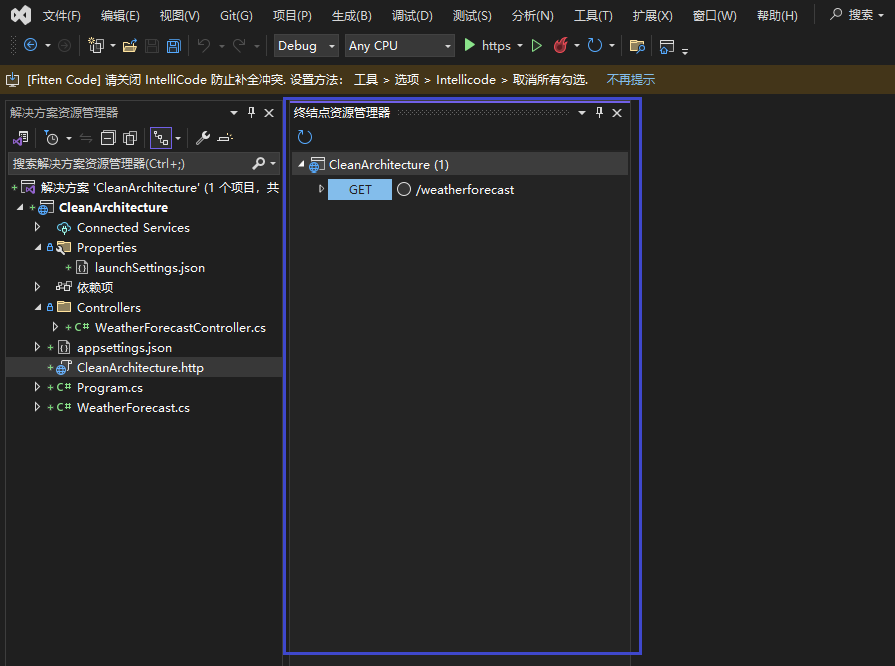 文件(F) 编辑(E) 视图(V) Git(G) 项目(P) 生成(B) 调试(D) 测试(S) 分析(N) 工具(T) 扩展(X) 窗口(W) 帮助(H) 搜索
Debug Any CPU https
[Fitten Code] 请关闭 IntelliCode 防止补全冲突. 设置方法： 工具 > 选项 > Intellicode > 取消所有勾选. 不再提示
解决方案资源管理器
搜索解决方案资源管理器(Ctrl+;)
解决方案 'CleanArchitecture' (1 个项目，共
CleanArchitecture
Connected Services
Properties
launchSettings.json
依赖项
Controllers
C# WeatherForecastController.cs
appsettings.json
CleanArchitecture.http
C# Program.cs
C# WeatherForecast.cs
终结点资源管理器
CleanArchitecture (1)
GET /weatherforecast